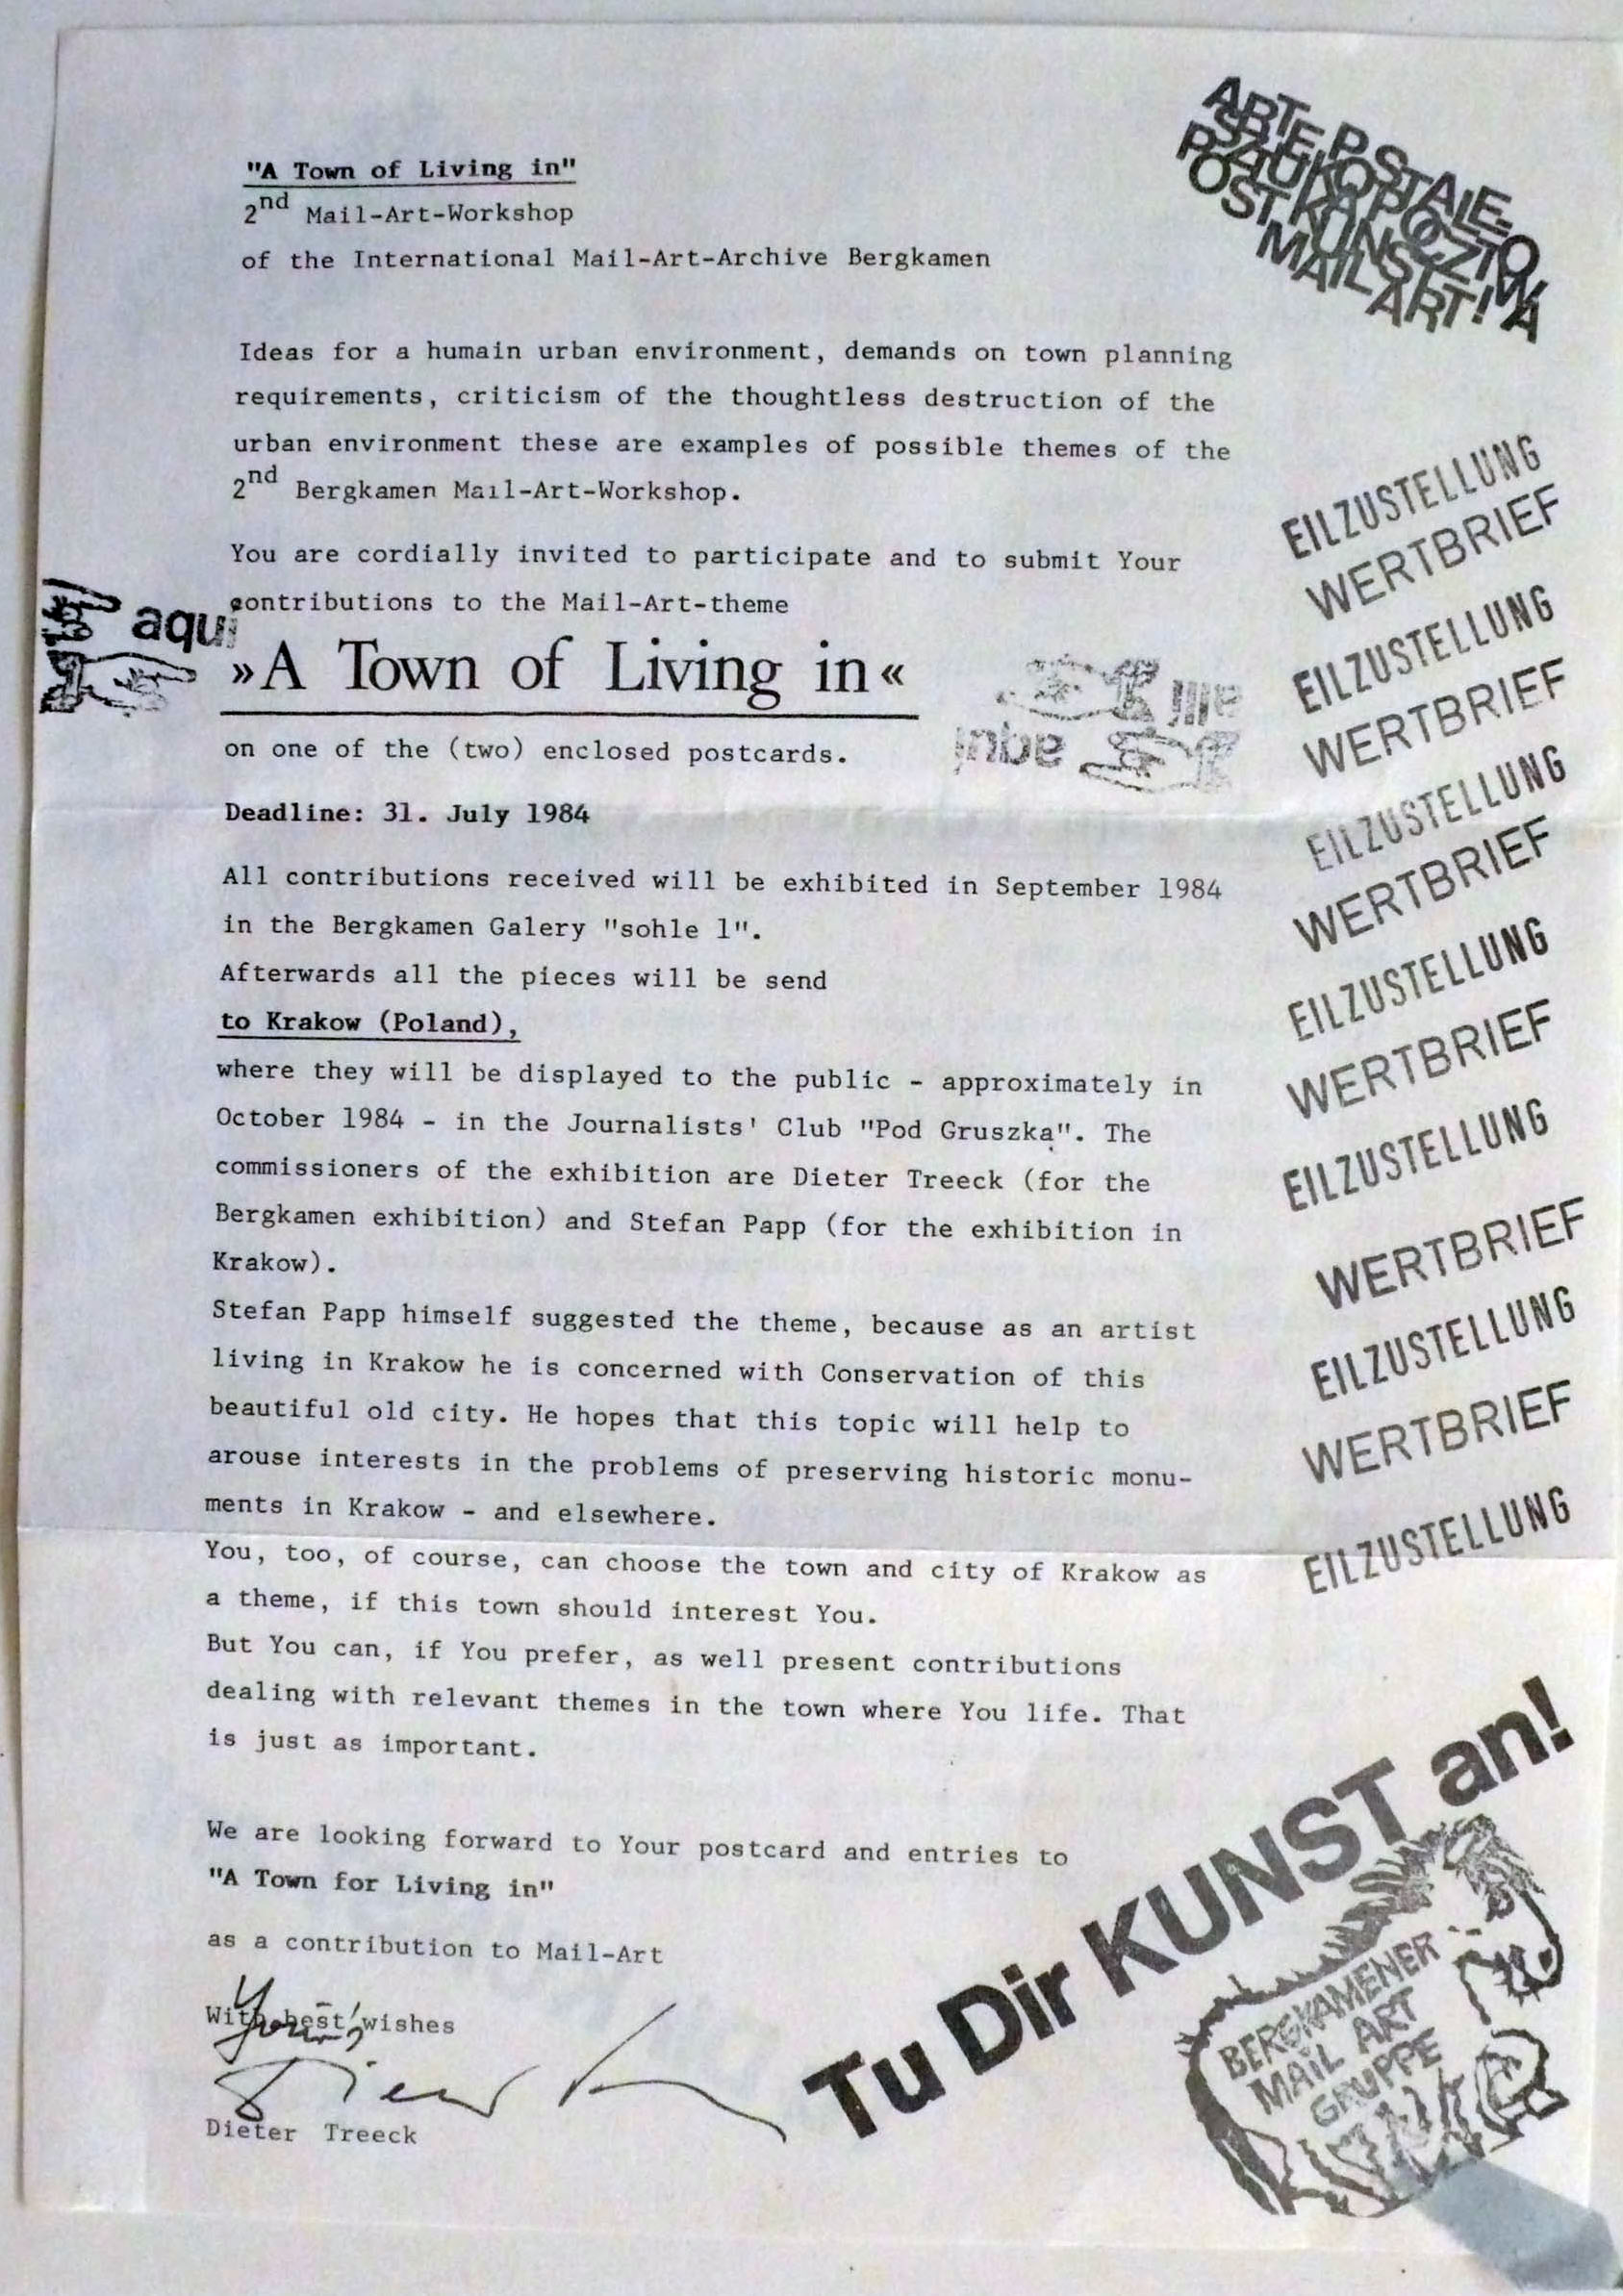 "A Town of Living in"
2nd Mail-Art-Workshop
of the International Mail-Art-Archive Bergkamen
ARTE POSTALE
SZTUKA POCZTOWA
POSTKUNST
MAIL ART!
Ideas for a humain urban environment, demands on town planning
requirements, criticism of the thoughtless destruction of the
urban environment these are examples of possible themes of the
2nd Bergkamen Mail-Art-Workshop.
You are cordially invited to participate and to submit Your
contributions to the Mail-Art-theme
aqui
»A Town of Living in«
aqui
on one of the (two) enclosed postcards.
Deadline: 31. July 1984
All contributions received will be exhibited in September 1984
in the Bergkamen Galery "sohle 1".
Afterwards all the pieces will be send
to Krakow (Poland),
where they will be displayed to the public - approximately in
October 1984 - in the Journalists' Club "Pod Gruszką". The
commissioners of the exhibition are Dieter Treeck (for the
Bergkamen exhibition) and Stefan Papp (for the exhibition in
Krakow).
Stefan Papp himself suggested the theme, because as an artist
living in Krakow he is concerned with Conservation of this
beautiful old city. He hopes that this topic will help to
arouse interests in the problems of preserving historic monu-
ments in Krakow - and elsewhere.
You, too, of course, can choose the town and city of Krakow as
a theme, if this town should interest You.
But You can, if You prefer, as well present contributions
dealing with relevant themes in the town where You life. That
is just as important.
We are looking forward to Your postcard and entries to
"A Town for Living in"
as a contribution to Mail-Art
With best wishes
Yours,
Dieter Treeck
EILZUSTELLUNG
WERTBRIEF
EILZUSTELLUNG
WERTBRIEF
EILZUSTELLUNG
WERTBRIEF
EILZUSTELLUNG
WERTBRIEF
EILZUSTELLUNG
WERTBRIEF
EILZUSTELLUNG
WERTBRIEF
EILZUSTELLUNG
Tu Dir KUNST an!
BERGKAMENER
MAIL ART
GRUPPE